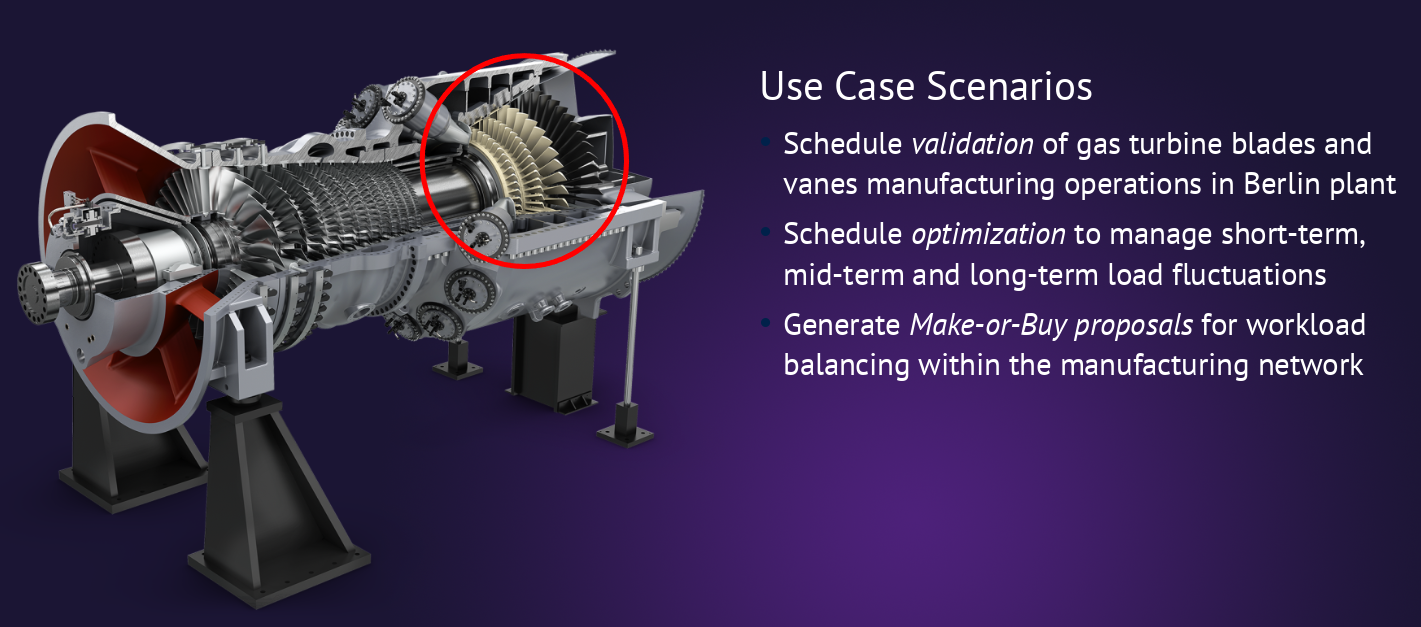 Use Case Scenarios
• Schedule validation of gas turbine blades and
vanes manufacturing operations in Berlin plant
• Schedule optimization to manage short-term,
mid-term and long-term load fluctuations
• Generate Make-or-Buy proposals for workload
balancing within the manufacturing network